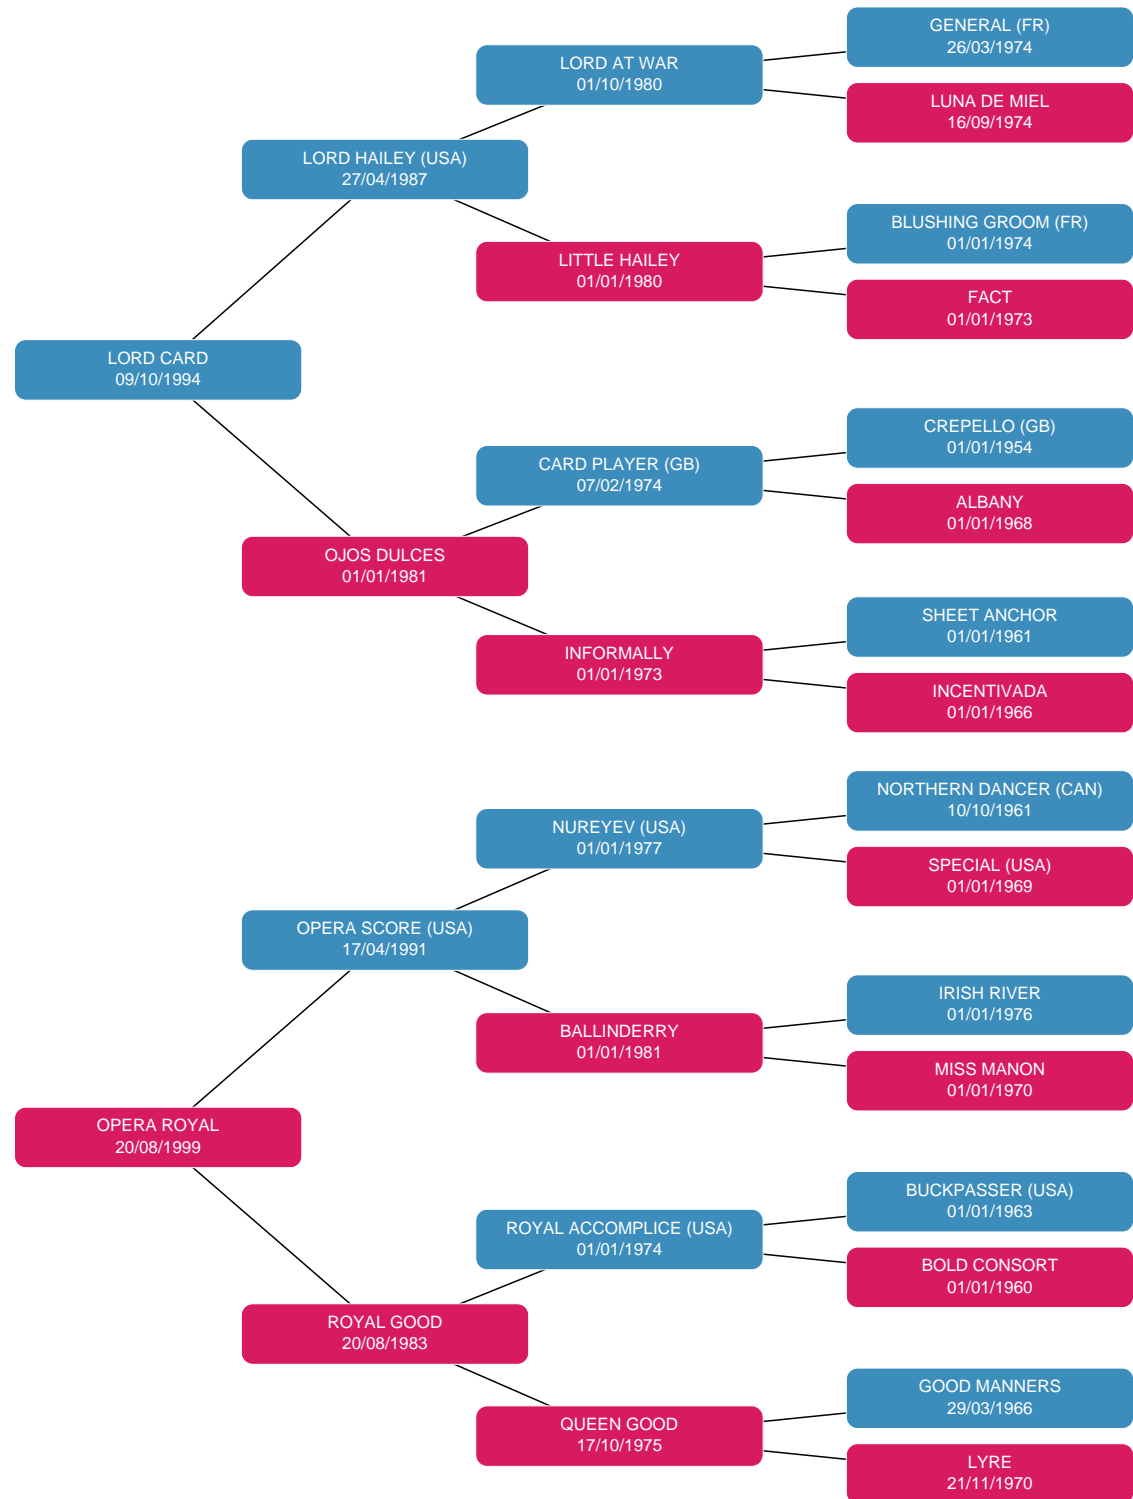 GENERAL (FR)
26/03/1974
LORD AT WAR
01/10/1980
LUNA DE MIEL
16/09/1974
LORD HAILEY (USA)
27/04/1987
BLUSHING GROOM (FR)
01/01/1974
LITTLE HAILEY
01/01/1980
FACT
01/01/1973
LORD CARD
09/10/1994
CREPELLO (GB)
01/01/1954
CARD PLAYER (GB)
07/02/1974
ALBANY
01/01/1968
OJOS DULCES
01/01/1981
SHEET ANCHOR
01/01/1961
INFORMALLY
01/01/1973
INCENTIVADA
01/01/1966
NORTHERN DANCER (CAN)
10/10/1961
NUREYEV (USA)
01/01/1977
SPECIAL (USA)
01/01/1969
OPERA SCORE (USA)
17/04/1991
IRISH RIVER
01/01/1976
BALLINDERRY
01/01/1981
MISS MANON
01/01/1970
OPERA ROYAL
20/08/1999
BUCKPASSER (USA)
01/01/1963
ROYAL ACCOMPLICE (USA)
01/01/1974
BOLD CONSORT
01/01/1960
ROYAL GOOD
20/08/1983
GOOD MANNERS
29/03/1966
QUEEN GOOD
17/10/1975
LYRE
21/11/1970